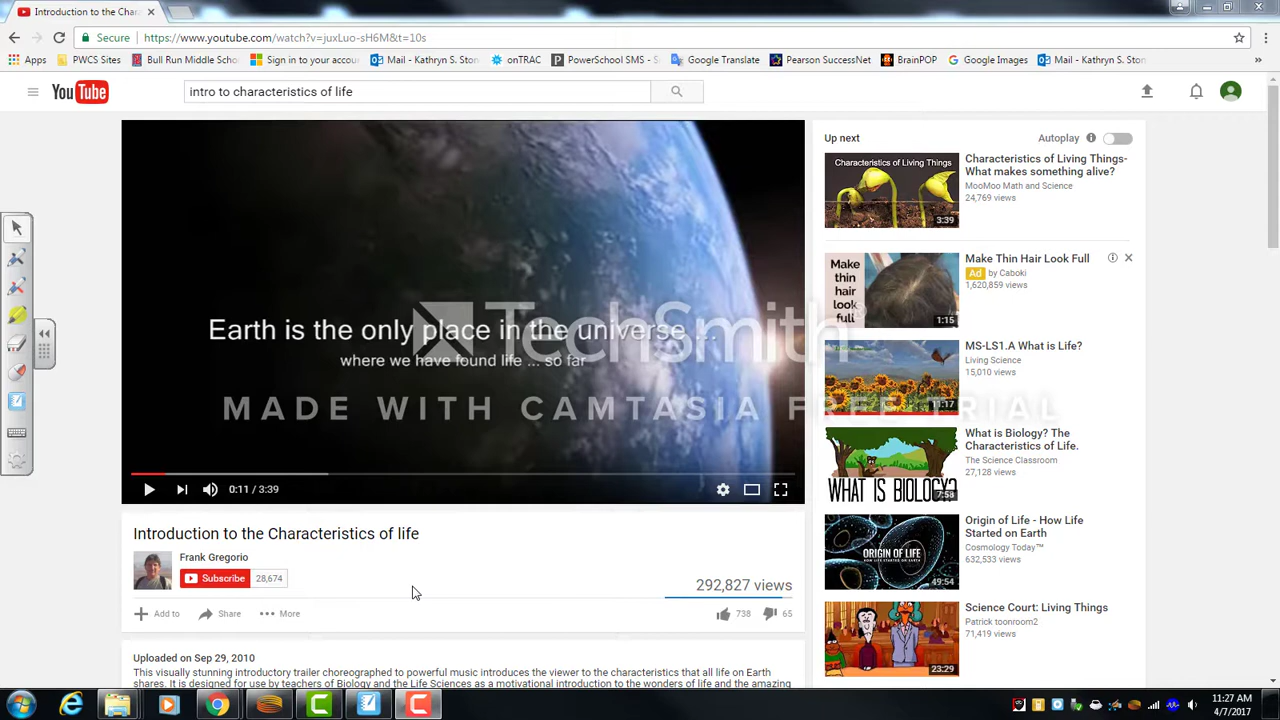 Introduction to the Char
Secure https://www.youtube.com/watch?v=juxLuo-sH6M&t=10s
Apps PWCS Sites Bull Run Middle Scho Sign in to your accou Mail - Kathryn S. Ston onTRAC PowerSchool SMS - S Google Translate Pearson SuccessNet BrainPOP Google Images Mail - Kathryn S. Ston
YouTube
intro to characteristics of life
Earth is the only place in the universe ...
where we have found life ... so far
TechSmith
MADE WITH CAMTASIA FREE TRIAL
0:11 / 3:39
Introduction to the Characteristics of life
Frank Gregorio
Subscribe 28,674
292,827 views
Add to Share More
738 65
Uploaded on Sep 29, 2010
This visually stunning introductory trailer choreographed to powerful music introduces the viewer to the characteristics that all life on Earth
shares. It is designed for use by teachers of Biology and the Life Sciences as a motivational introduction to the wonders of life and the amazing
Up next
Autoplay
Characteristics of Living Things
3:39
Characteristics of Living Things-
What makes something alive?
MooMoo Math and Science
24,769 views
Make
thin
hair
look
full
1:15
Make Thin Hair Look Full
Ad by Caboki
1,620,859 views
11:17
MS-LS1.A What is Life?
Living Science
15,010 views
WHAT IS BIOLOGY?
7:58
What is Biology? The
Characteristics of Life.
The Science Classroom
27,128 views
ORIGIN OF LIFE
HOW LIFE STARTED ON EARTH
49:54
Origin of Life - How Life
Started on Earth
Cosmology Today™
632,533 views
23:29
Science Court: Living Things
Patrick toonroom2
71,419 views
11:27 AM
4/7/2017